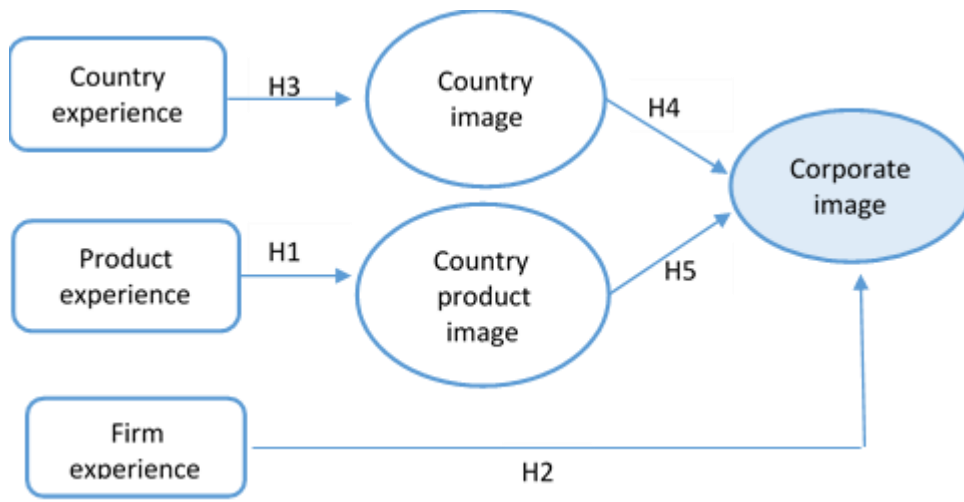 Country
experience
H3
Country
image
H4
Corporate
image
Product
experience
H1
Country
product
image
H5
Firm
experience
H2